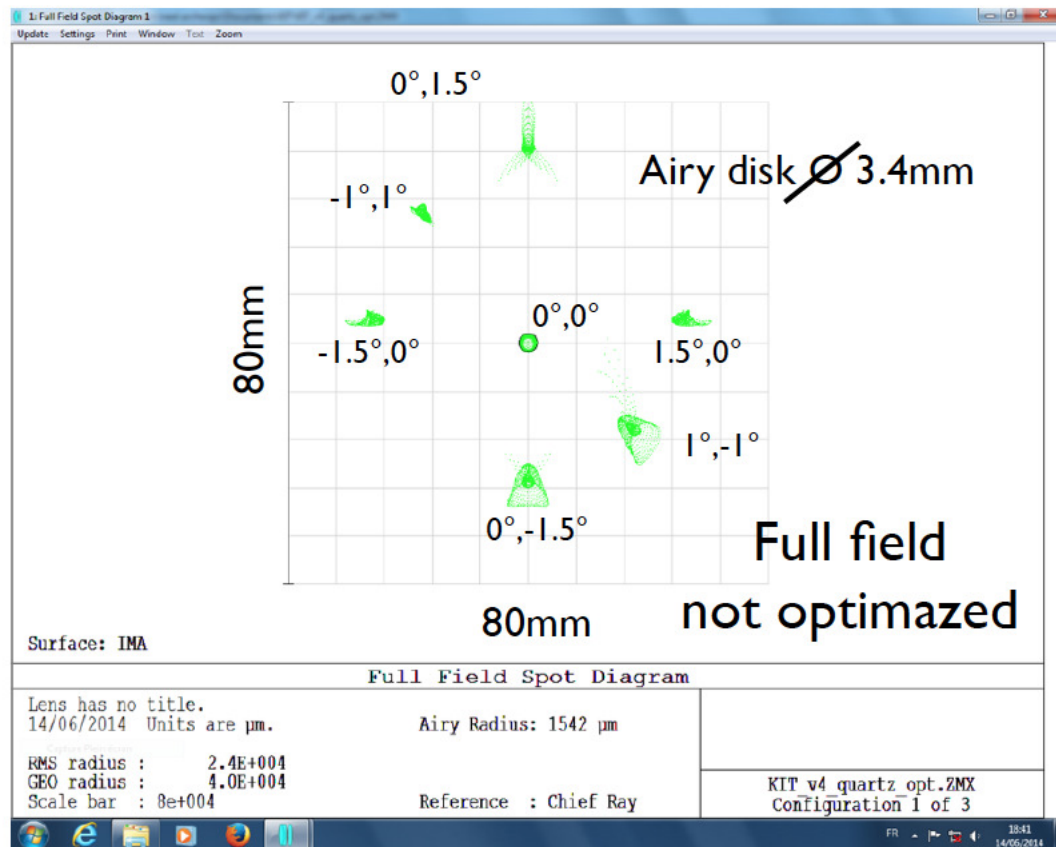 1: Full Field Spot Diagram 1
Update Settings Print Window Text Zoom
0°,1.5°
Airy disk Ø 3.4mm
-1°,1°
0°,0°
-1.5°,0°
1.5°,0°
80mm
1°,-1°
0°,-1.5°
Full field
not optimazed
80mm
Surface: IMA
Full Field Spot Diagram
Lens has no title.
14/06/2014 Units are µm.
Airy Radius: 1542 µm
RMS radius : 2.4E+004
GEO radius : 4.0E+004
Scale bar : 8e+004
Reference : Chief Ray
KIT_v4_quartz_opt.ZMX
Configuration 1 of 3
FR
18:41
14/06/2014